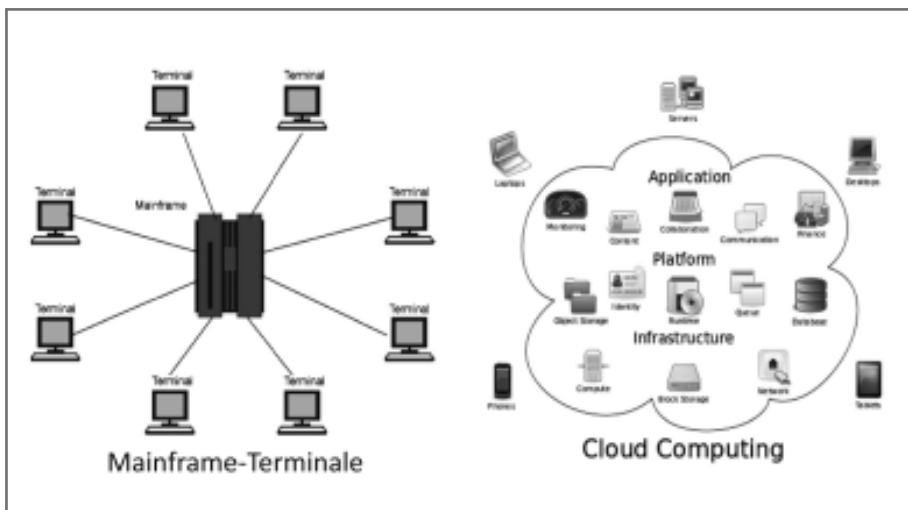 Terminal
Terminal
Terminal
Terminal
Mainframe
Terminal
Terminal
Terminal
Terminal
Mainframe-Terminale
Servers
Laptops
Desktops
Application
Monitoring
Content
Collaboration
Communication
Finance
Platform
Object Storage
Identity
Runtime
Queue
Database
Infrastructure
Compute
Block Storage
Network
Phones
Tablets
Cloud Computing